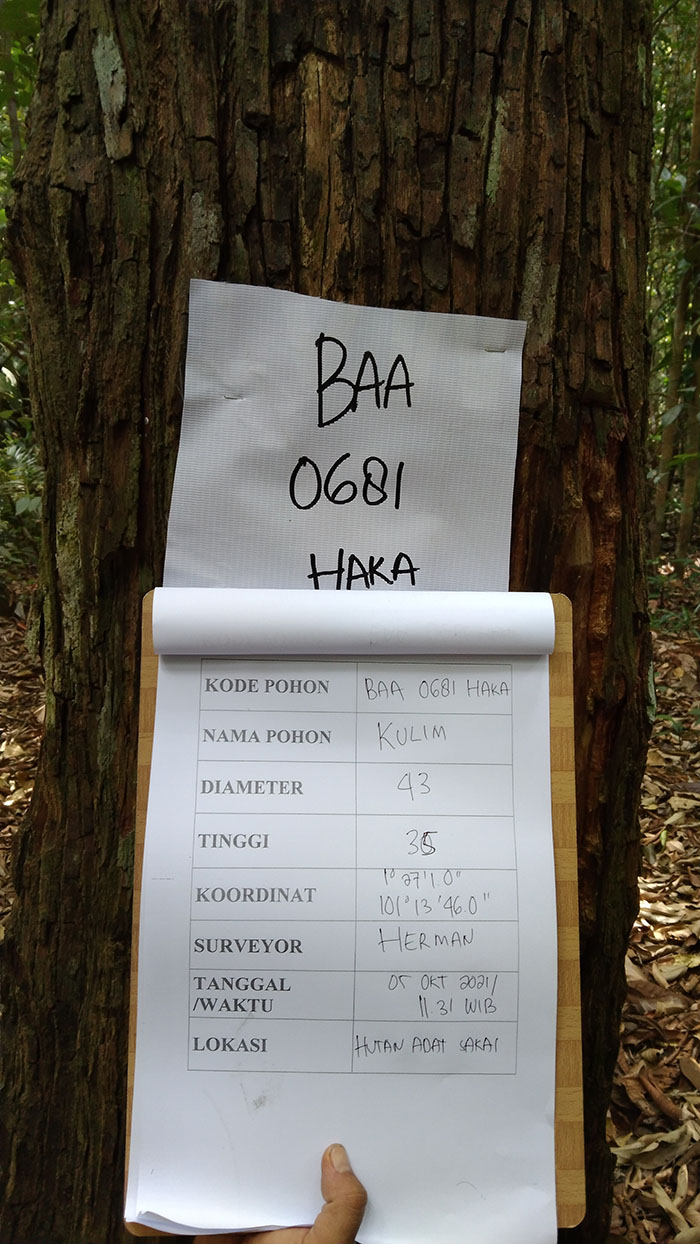 BAA
0681
HAKA
KODE POHON BAA 0681 HAKA
NAMA POHON KULIM
DIAMETER 43
TINGGI 35
KOORDINAT 1° 27'1.0"
101° 13'46.0"
SURVEYOR HERMAN
TANGGAL 05 OKT 2021/
/WAKTU 11.31 WIB
LOKASI HUTAN ADAT SAKAI